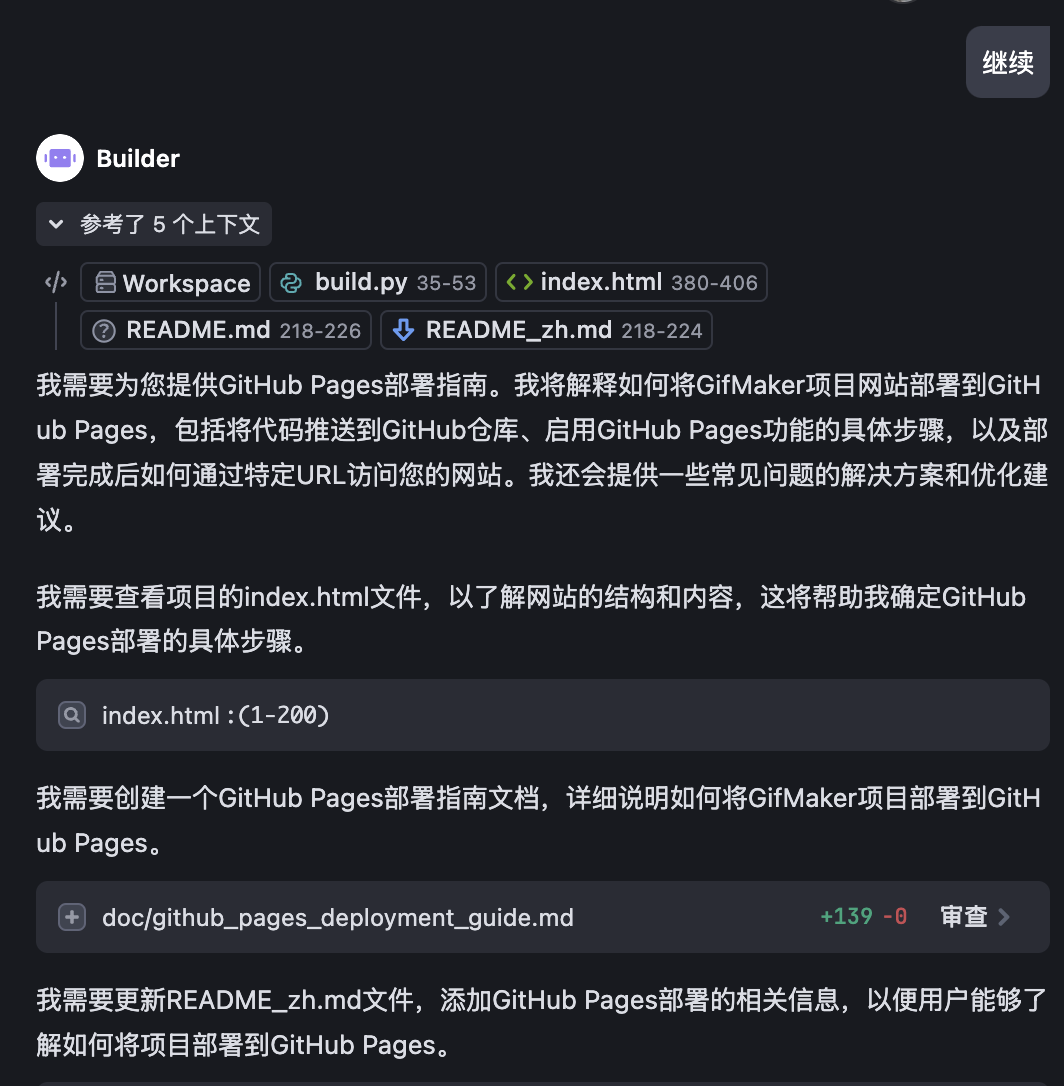 继续
Builder
参考了 5 个上下文
Workspace build.py 35-53 index.html 380-406
README.md 218-226 README_zh.md 218-224
我需要为您提供GitHub Pages部署指南。我将解释如何将GifMaker项目网站部署到GitH
ub Pages，包括将代码推送到GitHub仓库、启用GitHub Pages功能的具体步骤，以及部
署完成后如何通过特定URL访问您的网站。我还会提供一些常见问题的解决方案和优化建
议。
我需要查看项目的index.html文件，以了解网站的结构和内容，这将帮助我确定GitHub
Pages部署的具体步骤。
index.html :(1-200)
我需要创建一个GitHub Pages部署指南文档，详细说明如何将GifMaker项目部署到GitH
ub Pages。
doc/github_pages_deployment_guide.md +139 -0 审查
我需要更新README_zh.md文件，添加GitHub Pages部署的相关信息，以便用户能够了
解如何将项目部署到GitHub Pages。